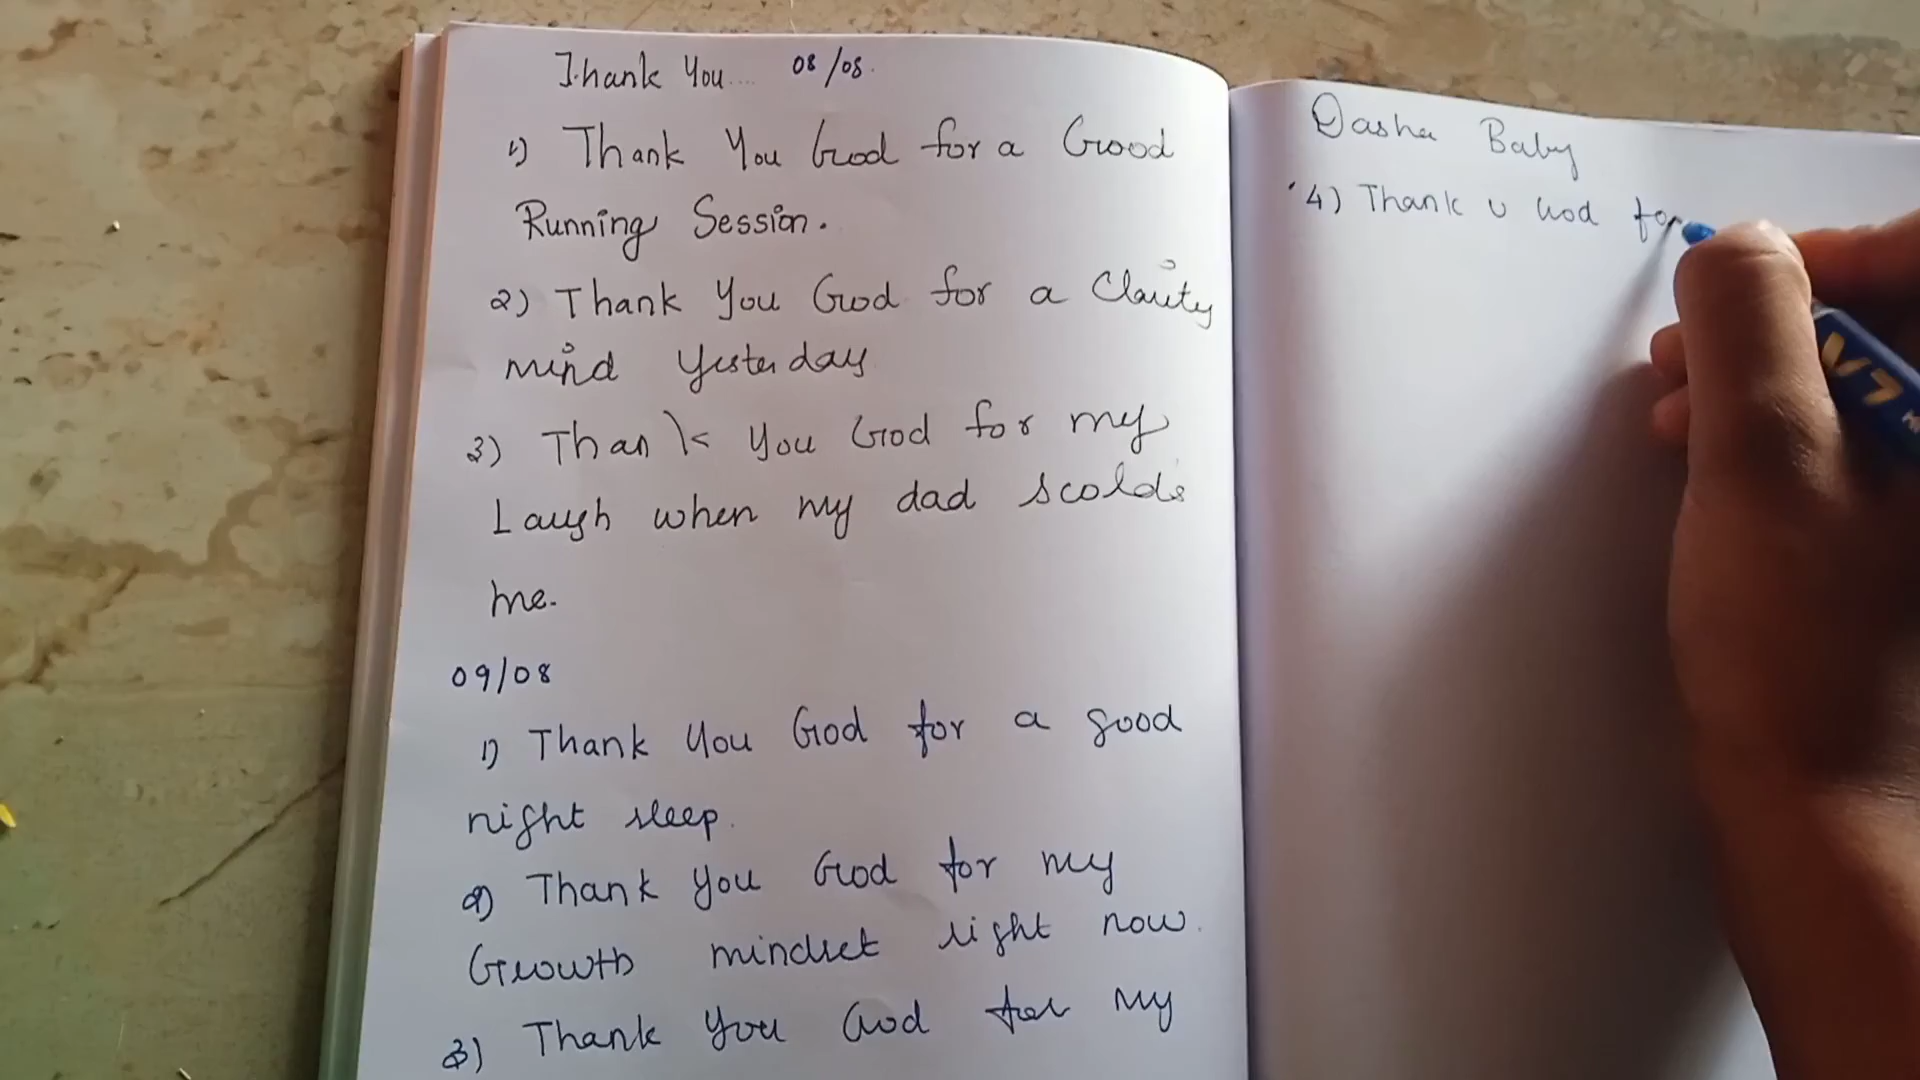 Thank You.... 08/08.
1) Thank You God for a Good
Running Session.
2) Thank You God for a Clarity
mind Yesterday
3) Thank You God for my
Laugh when my dad scolds
me.
09/08
1) Thank You God for a good
night sleep.
2) Thank You God for my
Growth mindset right now.
3) Thank You God for my
Dasha Baby
4) Thank u God for
V7